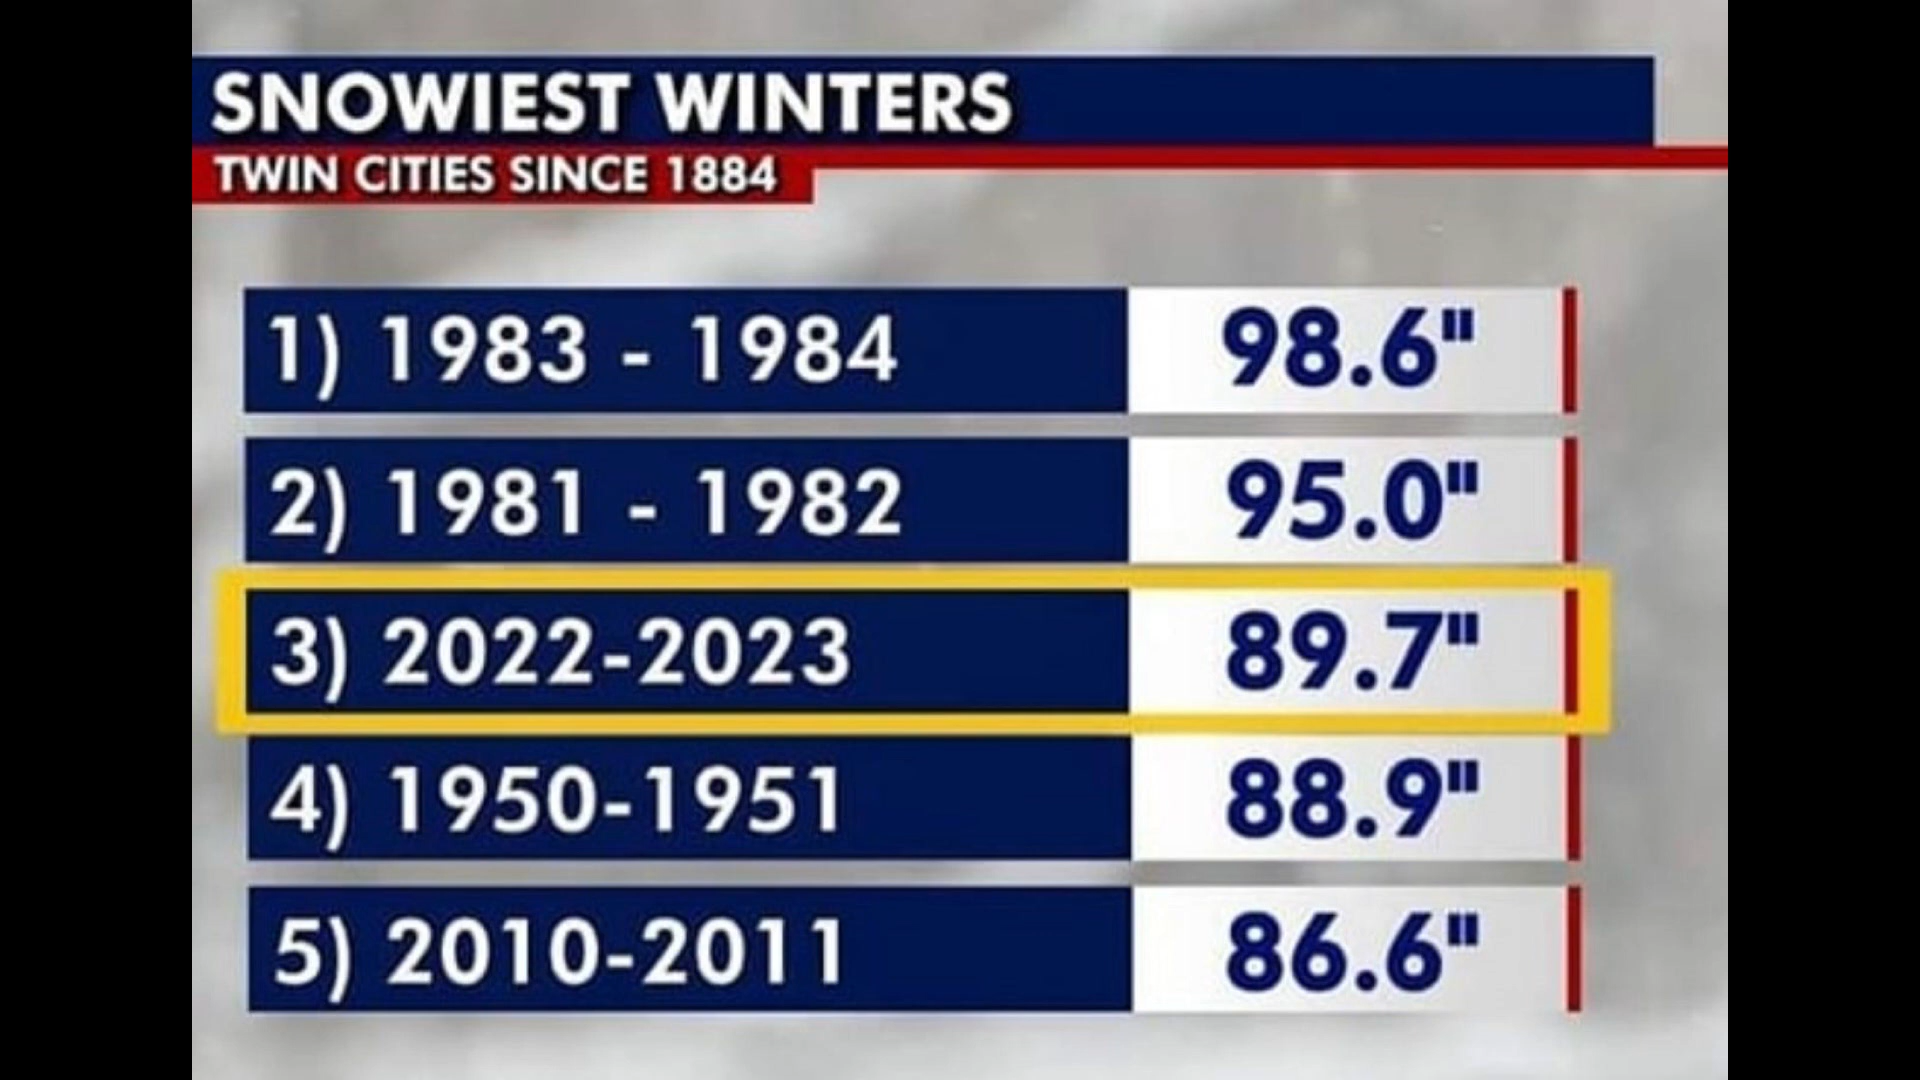 SNOWIEST WINTERS
TWIN CITIES SINCE 1884
1) 1983 - 1984 98.6"
2) 1981 - 1982 95.0"
3) 2022-2023 89.7"
4) 1950-1951 88.9"
5) 2010-2011 86.6"